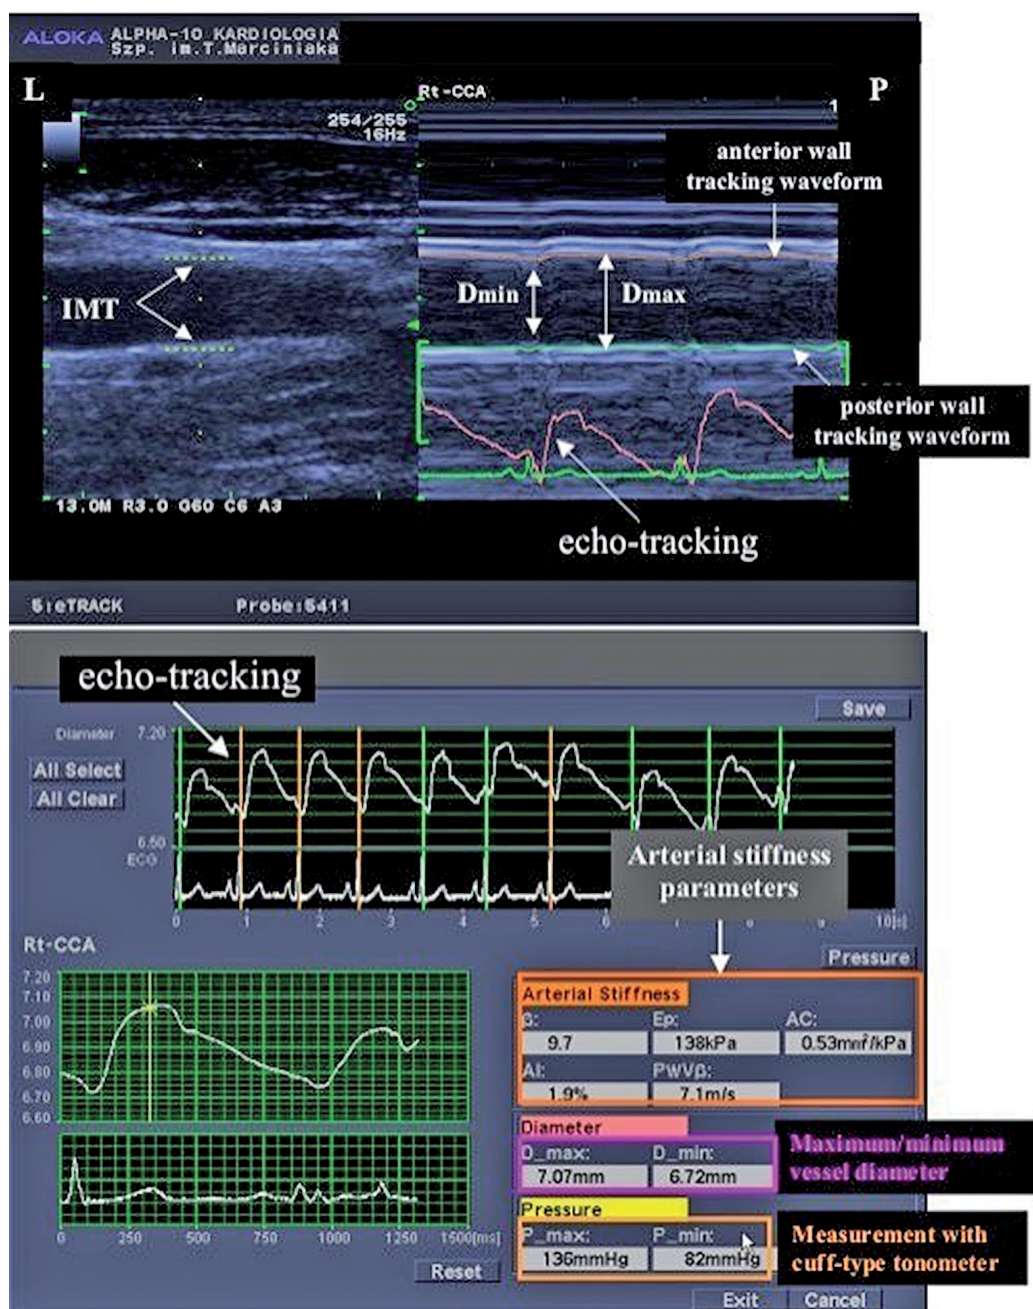 ALOKA ALPHA-10 KARDIOLOGIA
Szp. im.T.Marciniaka
L
Rt-CCA
P
254/255
1
16Hz
anterior wall
tracking waveform
Dmin
Dmax
IMT
posterior wall
tracking waveform
13.0M R3.0 G60 C6 A3
echo-tracking
5:eTRACK Probe:5411
echo-tracking
Save
Diameter 7.20
All Select
All Clear
6.50
ECG
Arterial stiffness
parameters
0 1 2 3 4 5 6 7 8 9 10[s]
Rt-CCA
Pressure
7.20
7.10
7.00
6.90
6.80
6.70
6.60
Arterial Stiffness
β: Ep: AC:
9.7 138kPa 0.53mm²/kPa
AI: PWVβ:
1.9% 7.1m/s
Diameter
D_max: D_min:
7.07mm 6.72mm
Maximum/minimum
vessel diameter
Pressure
P_max: P_min:
136mmHg 82mmHg
Measurement with
cuff-type tonometer
0 250 500 750 1000 1500[ms]
Reset
Exit Cancel